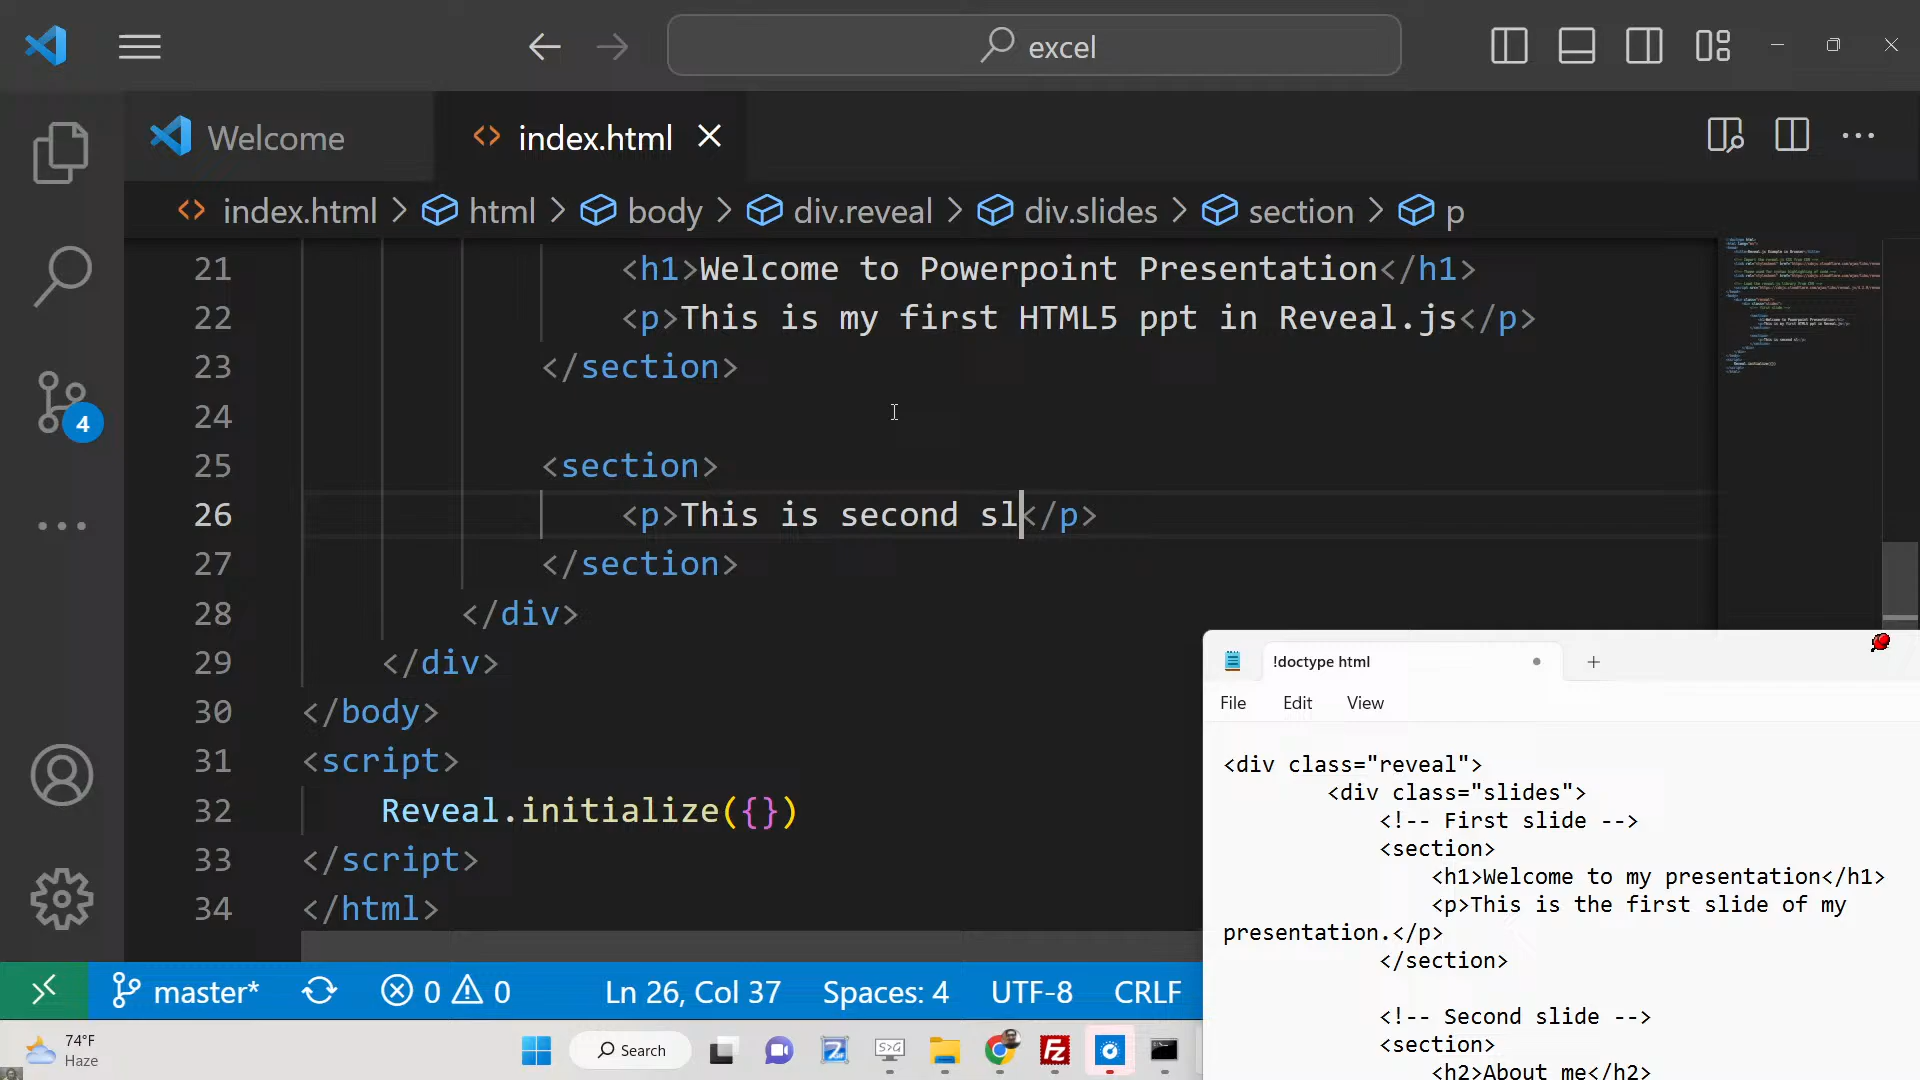 excel
Welcome
index.html
index.html > html > body > div.reveal > div.slides > section > p
21 <h1>Welcome to Powerpoint Presentation</h1>
22 <p>This is my first HTML5 ppt in Reveal.js</p>
23 </section>
24
25 <section>
26 <p>This is second sl</p>
27 </section>
28 </div>
29 </div>
30 </body>
31 <script>
32 Reveal.initialize({})
33 </script>
34 </html>
4
!doctype html
File Edit View
<div class="reveal">
<div class="slides">
<!-- First slide -->
<section>
<h1>Welcome to my presentation</h1>
<p>This is the first slide of my
presentation.</p>
</section>
<!-- Second slide -->
<section>
<h2>About me</h2>
master* 0 0 Ln 26, Col 37 Spaces: 4 UTF-8 CRLF
74°F
Haze
Search